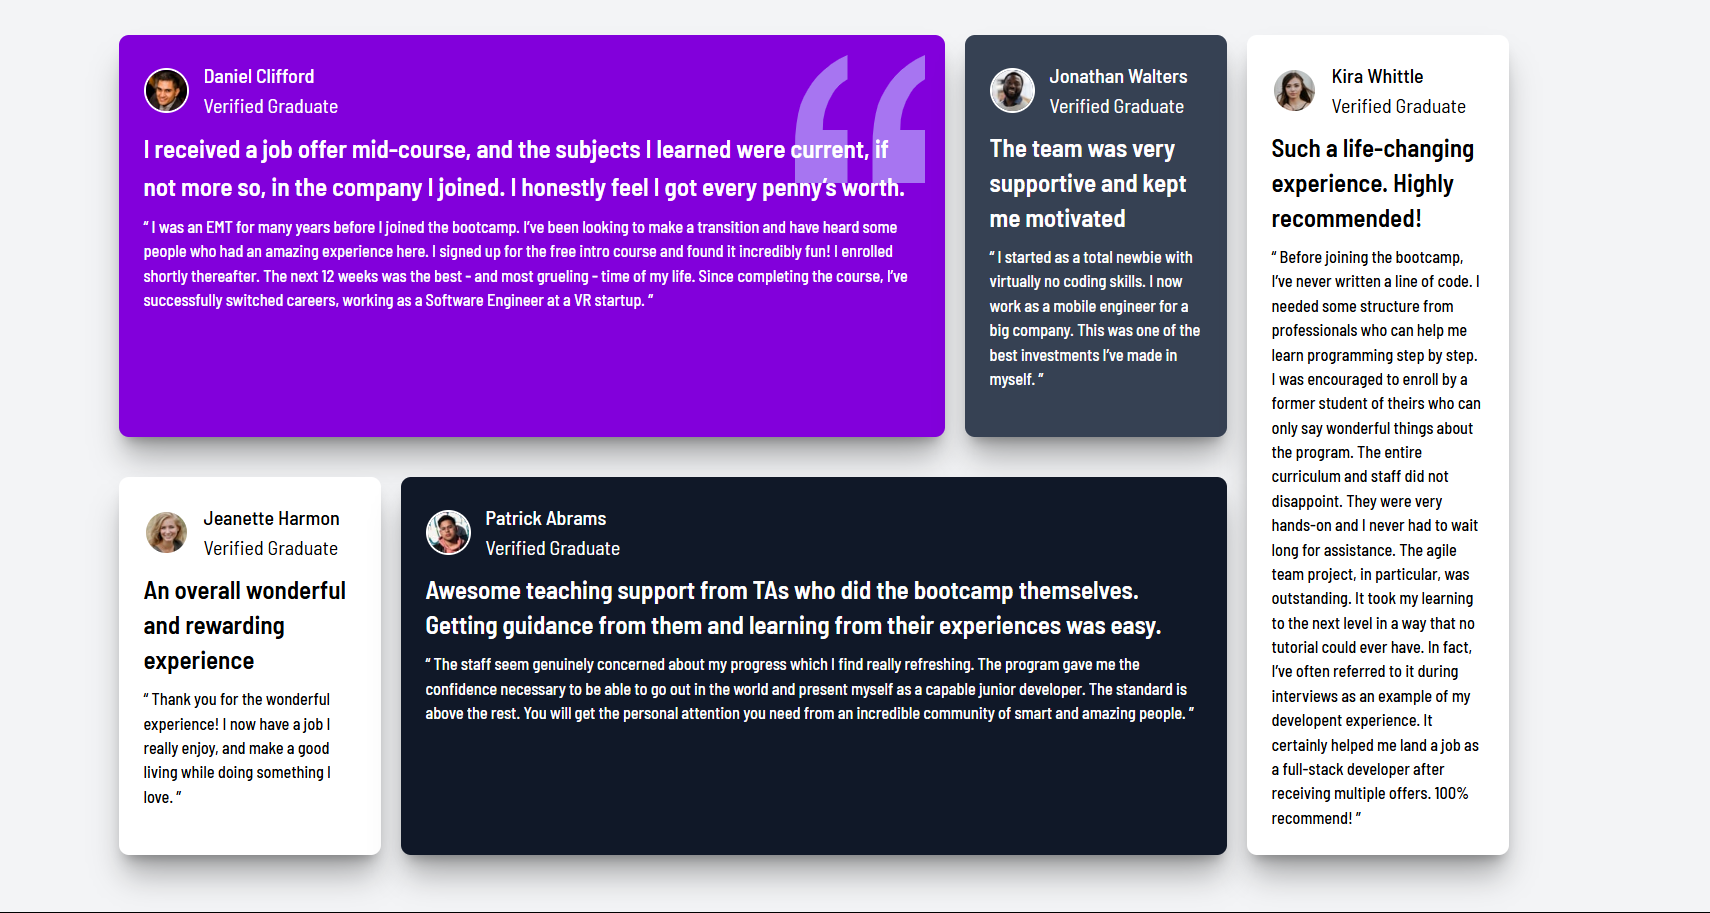 Daniel Clifford
Verified Graduate
I received a job offer mid-course, and the subjects I learned were current, if
not more so, in the company I joined. I honestly feel I got every penny’s worth.
“ I was an EMT for many years before I joined the bootcamp. I’ve been looking to make a transition and have heard some
people who had an amazing experience here. I signed up for the free intro course and found it incredibly fun! I enrolled
shortly thereafter. The next 12 weeks was the best - and most grueling - time of my life. Since completing the course, I’ve
successfully switched careers, working as a Software Engineer at a VR startup. ”
Jonathan Walters
Verified Graduate
The team was very
supportive and kept
me motivated
“ I started as a total newbie with
virtually no coding skills. I now
work as a mobile engineer for a
big company. This was one of the
best investments I’ve made in
myself. ”
Kira Whittle
Verified Graduate
Such a life-changing
experience. Highly
recommended!
“ Before joining the bootcamp,
I’ve never written a line of code. I
needed some structure from
professionals who can help me
learn programming step by step.
I was encouraged to enroll by a
former student of theirs who can
only say wonderful things about
the program. The entire
curriculum and staff did not
disappoint. They were very
hands-on and I never had to wait
long for assistance. The agile
team project, in particular, was
outstanding. It took my learning
to the next level in a way that no
tutorial could ever have. In fact,
I’ve often referred to it during
interviews as an example of my
developent experience. It
certainly helped me land a job as
a full-stack developer after
receiving multiple offers. 100%
recommend! ”
Jeanette Harmon
Verified Graduate
An overall wonderful
and rewarding
experience
“ Thank you for the wonderful
experience! I now have a job I
really enjoy, and make a good
living while doing something I
love. ”
Patrick Abrams
Verified Graduate
Awesome teaching support from TAs who did the bootcamp themselves.
Getting guidance from them and learning from their experiences was easy.
“ The staff seem genuinely concerned about my progress which I find really refreshing. The program gave me the
confidence necessary to be able to go out in the world and present myself as a capable junior developer. The standard is
above the rest. You will get the personal attention you need from an incredible community of smart and amazing people. ”